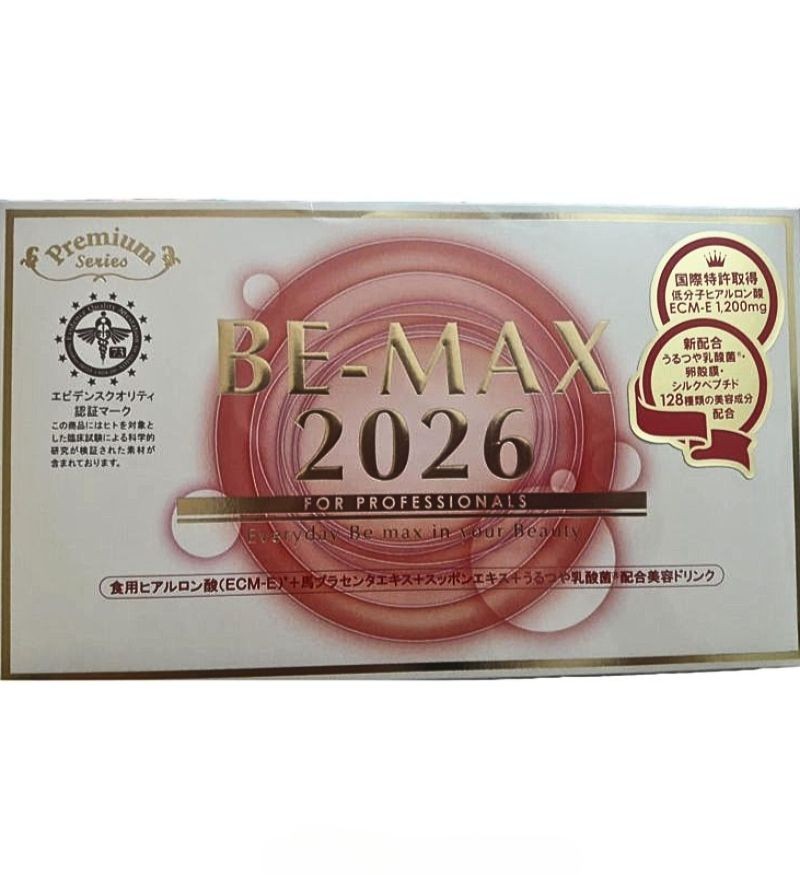 Premium
Series
エビデンスクオリティ
認証マーク
この商品にはヒトを対象と
した臨床試験による科学的
研究が検証された素材が
含まれております。
国際特許取得
低分子ヒアルロン酸
ECM-E 1,200mg
新配合
うるつや乳酸菌®・
卵殻膜・
シルクペプチド
128種類の美容成分
配合
BE-MAX
2026
FOR PROFESSIONALS
Everyday Be max in your Beauty
食用ヒアルロン酸(ECM-E)®+馬プラセンタエキス+スッポンエキス+うるつや乳酸菌®配合美容ドリンク